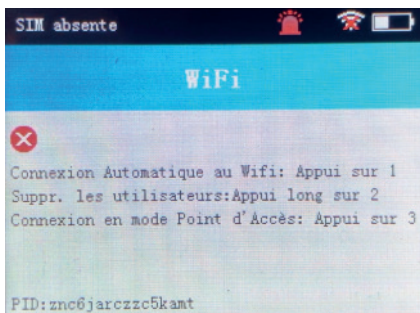 SIM absente
WiFi
Connexion Automatique au Wifi: Appui sur 1
Suppr. les utilisateurs:Appui long sur 2
Connexion en mode Point d'Accès: Appui sur 3
PID:znc6jarczzc5kamt